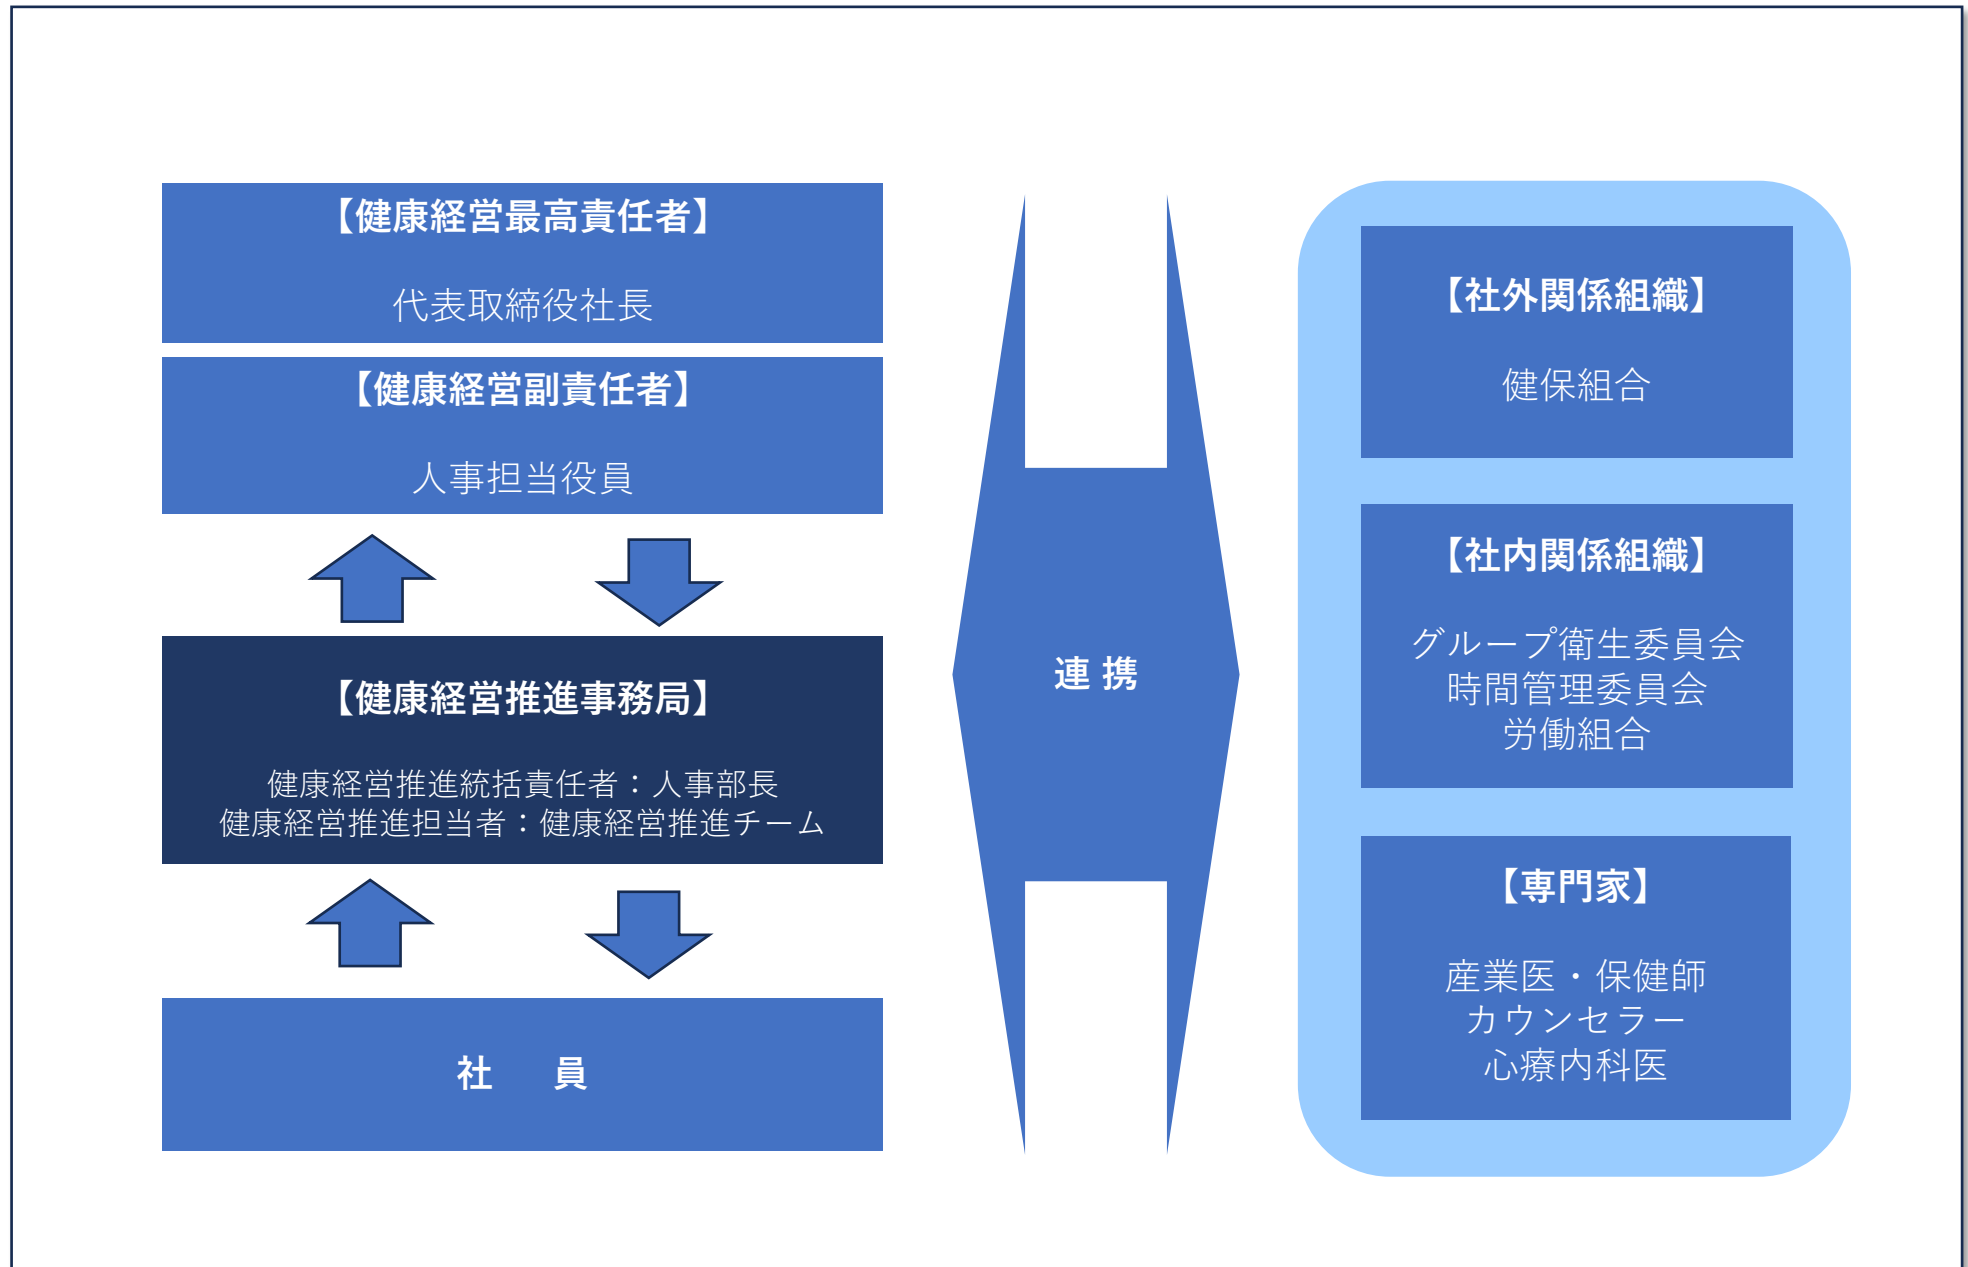 【健康経営最高責任者】
代表取締役社長
【健康経営副責任者】
人事担当役員
【健康経営推進事務局】
健康経営推進統括責任者：人事部長
健康経営推進担当者：健康経営推進チーム
社　員
連 携
【社外関係組織】
健保組合
【社内関係組織】
グループ衛生委員会
時間管理委員会
労働組合
【専門家】
産業医・保健師
カウンセラー
心療内科医